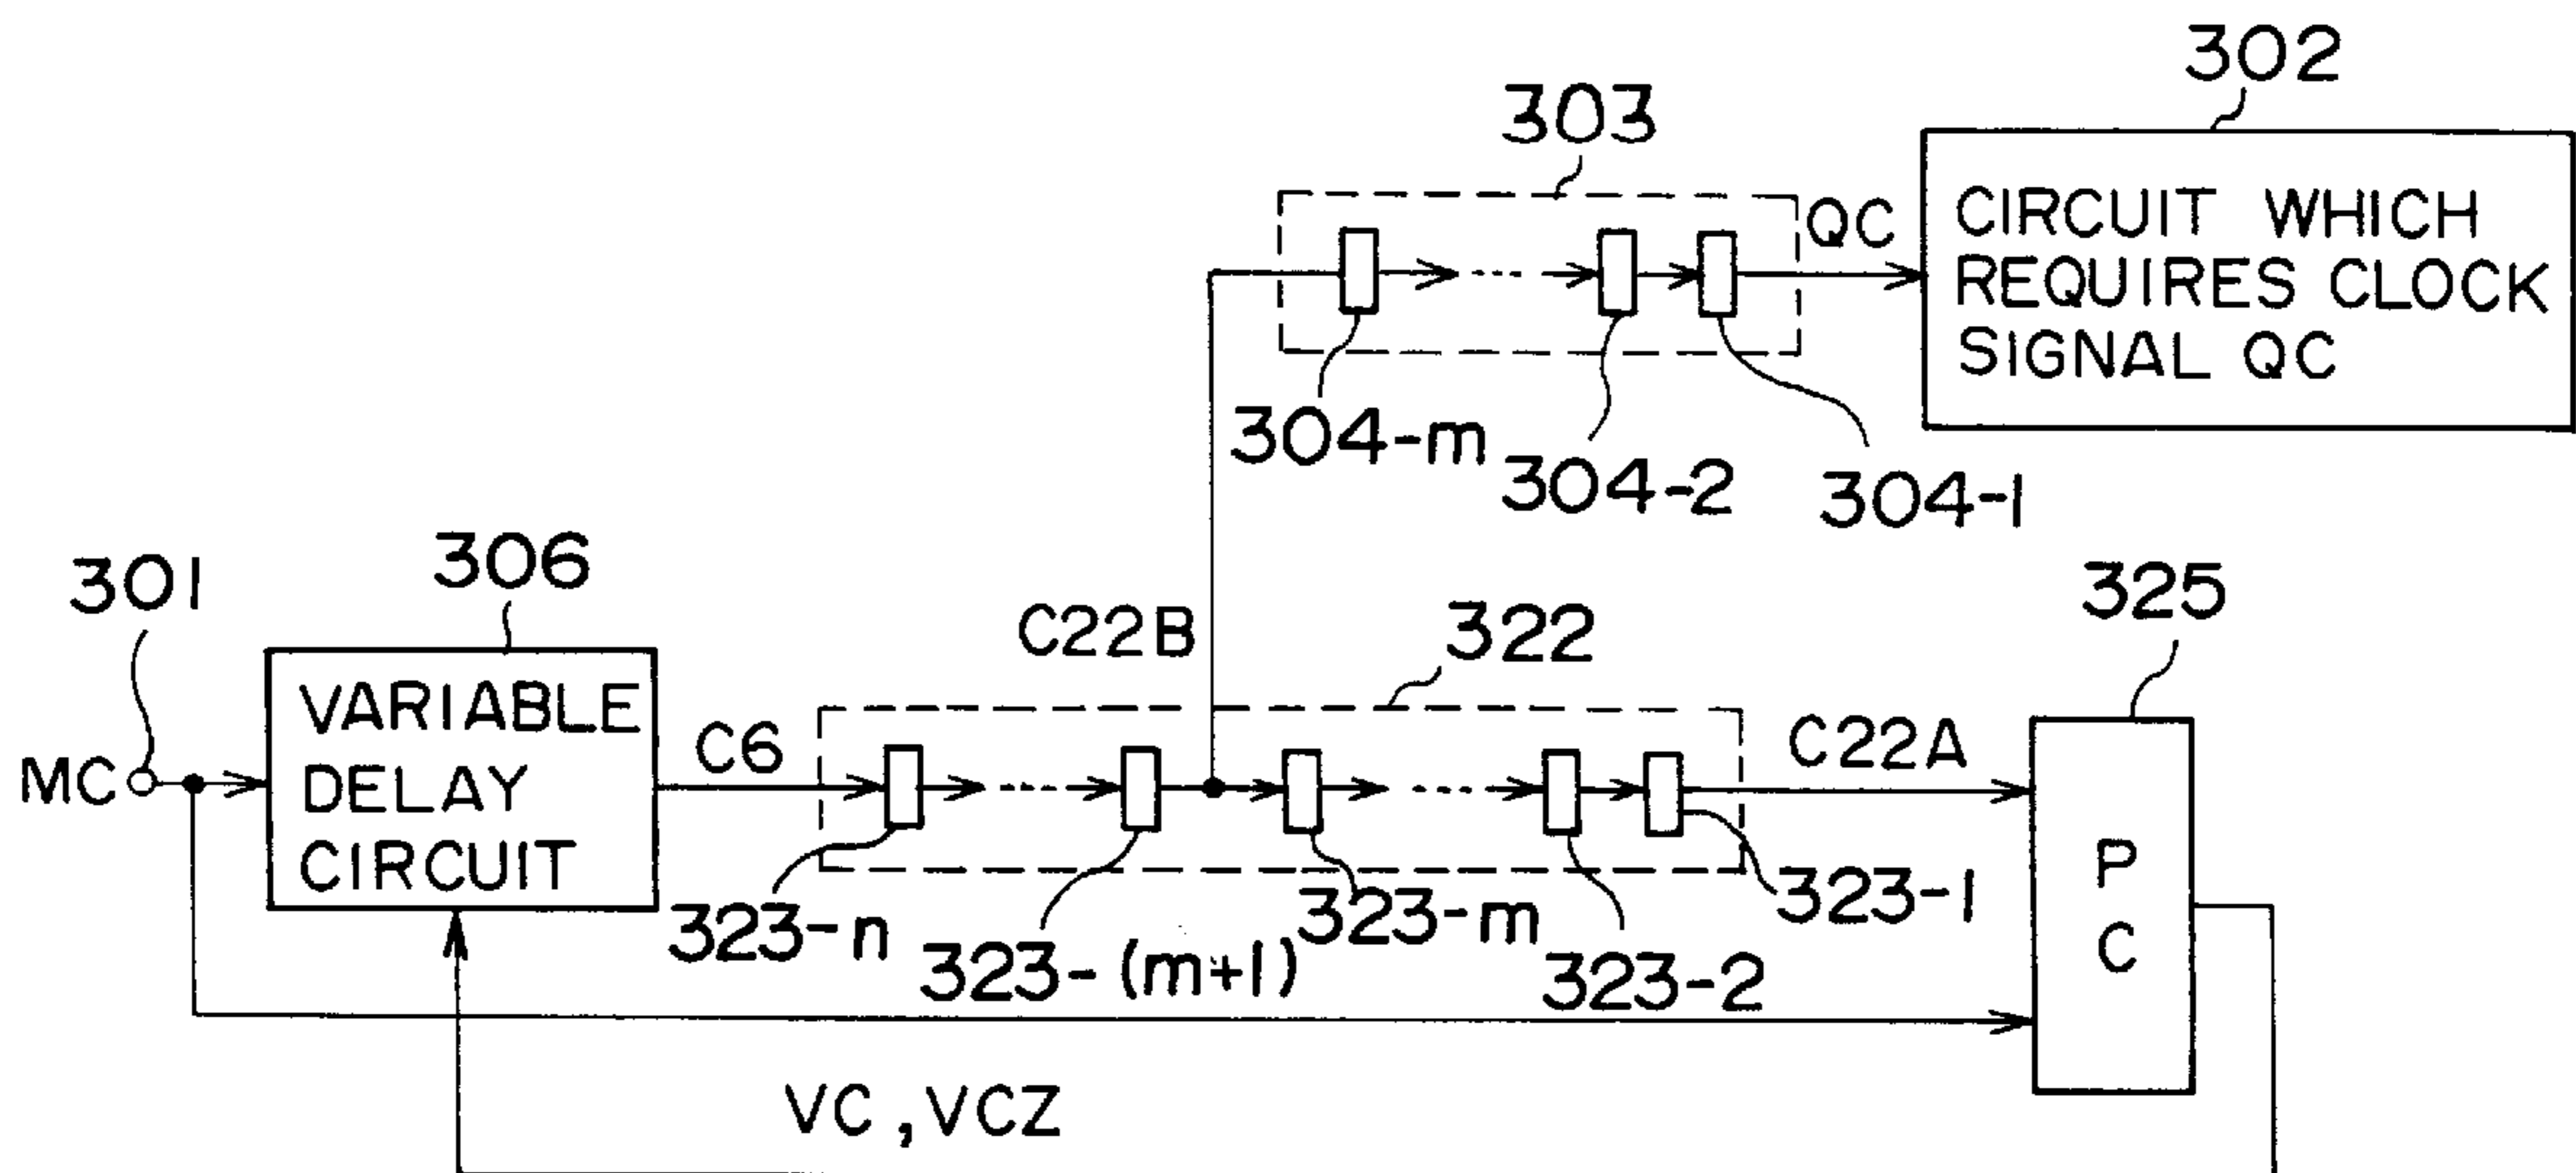 302
303
QC
CIRCUIT WHICH
REQUIRES CLOCK
SIGNAL QC
304-m
304-2
304-1
301
306
325
C22B
322
MC
VARIABLE
DELAY
CIRCUIT
C6
C22A
P
C
323-n
323-(m+1)
323-m
323-2
323-1
VC, VCZ